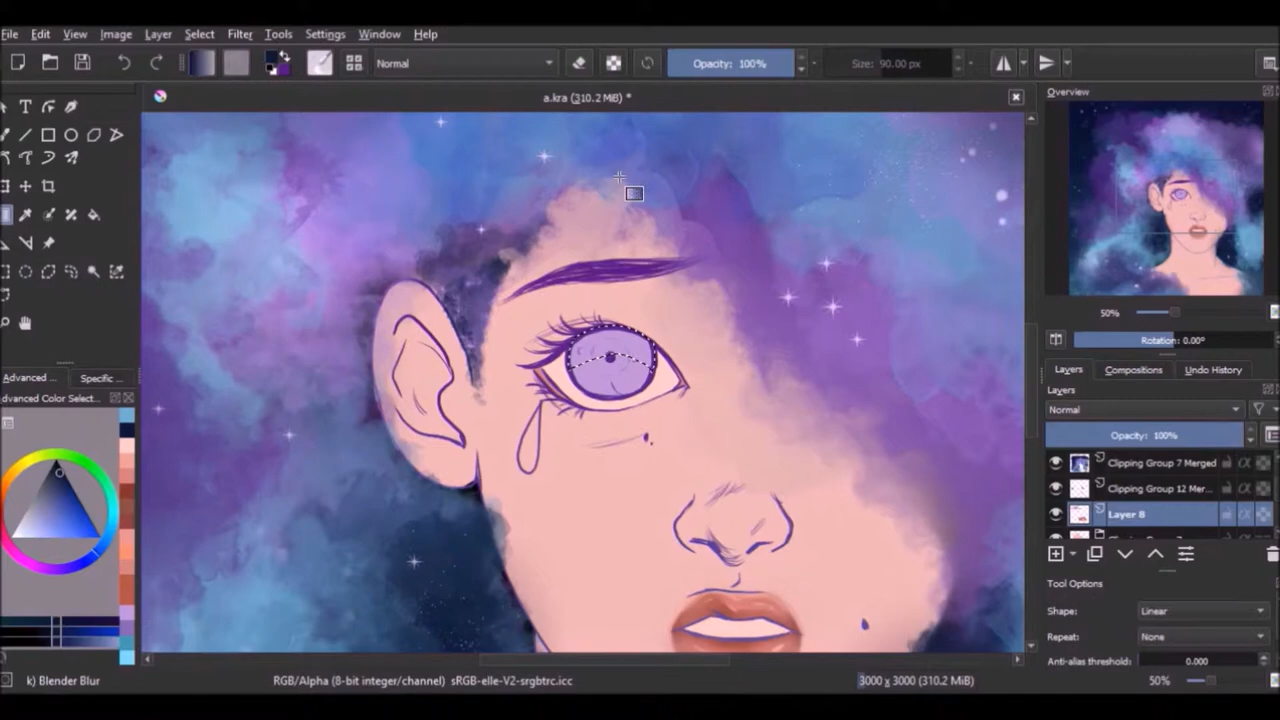 File Edit View Image Layer Select Filter Tools Settings Window Help
Normal Opacity: 100% Size: 90.00 px
a.kra (310.2 MiB) *
Overview
50%
Rotation: 0.00°
Layers Compositions Undo History
Layers
Normal
Opacity: 100%
Clipping Group 7 Merged
Clipping Group 12 Mer...
Layer 8
Tool Options
Shape: Linear
Repeat: None
Anti-alias threshold: 0.000
Advanced ... Specific ...
dvanced Color Select...
k) Blender Blur RGB/Alpha (8-bit integer/channel) sRGB-elle-V2-srgbtrc.icc 3000 x 3000 (310.2 MiB) 50%